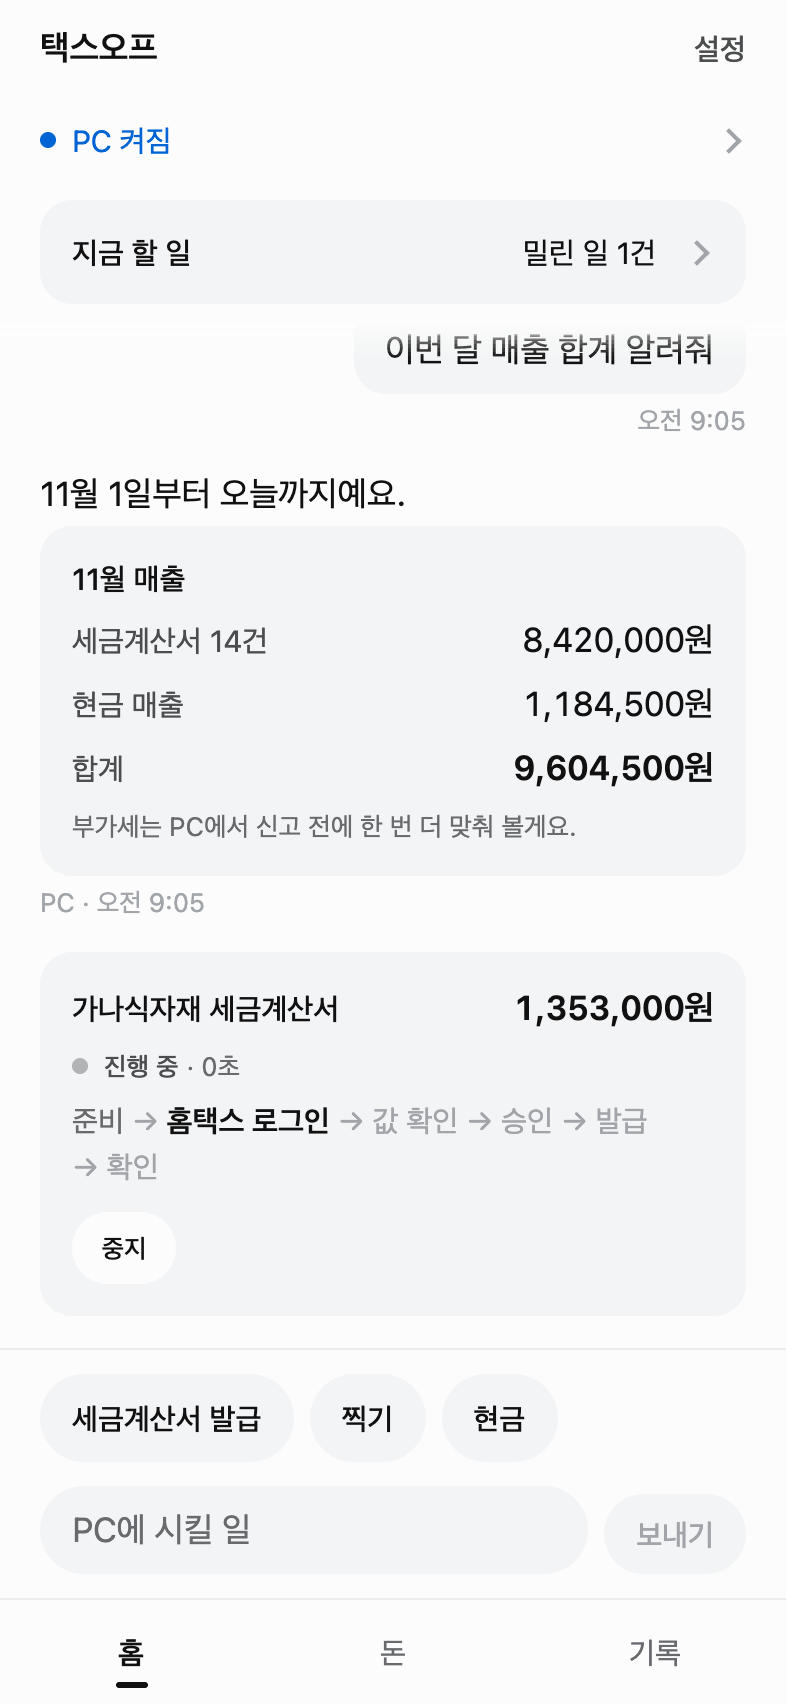 택스오프
설정
PC 켜짐
지금 할 일
밀린 일 1건
이번 달 매출 합계 알려줘
오전 9:05
11월 1일부터 오늘까지예요.
11월 매출
세금계산서 14건
8,420,000원
현금 매출
1,184,500원
합계
9,604,500원
부가세는 PC에서 신고 전에 한 번 더 맞춰 볼게요.
PC · 오전 9:05
가나식자재 세금계산서
1,353,000원
진행 중 · 0초
준비 → 홈택스 로그인 → 값 확인 → 승인 → 발급
→ 확인
중지
세금계산서 발급
찍기
현금
PC에 시킬 일
보내기
홈
돈
기록